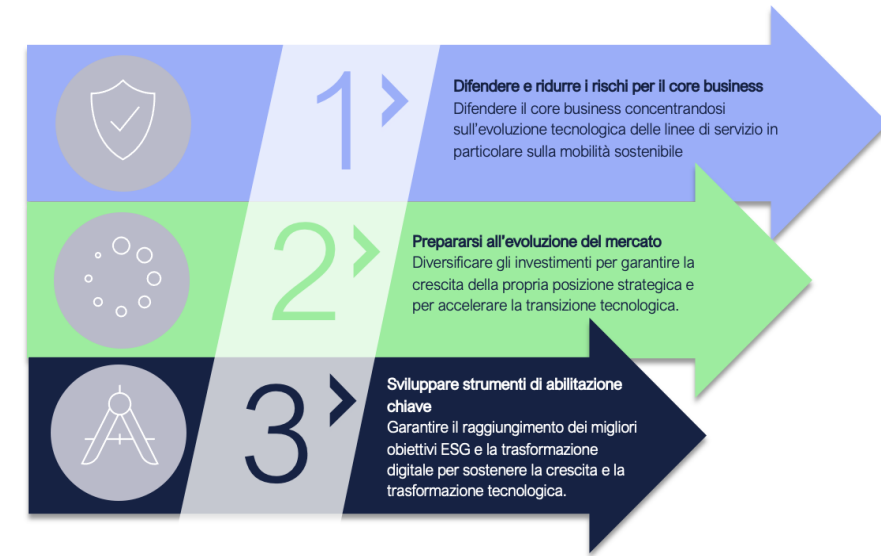 1
Difendere e ridurre i rischi per il core business
Difendere il core business concentrandosi
sull'evoluzione tecnologica delle linee di servizio in
particolare sulla mobilità sostenibile
2
Prepararsi all'evoluzione del mercato
Diversificare gli investimenti per garantire la
crescita della propria posizione strategica e
per accelerare la transizione tecnologica.
3
Sviluppare strumenti di abilitazione
chiave
Garantire il raggiungimento dei migliori
obiettivi ESG e la trasformazione
digitale per sostenere la crescita e la
trasformazione tecnologica.